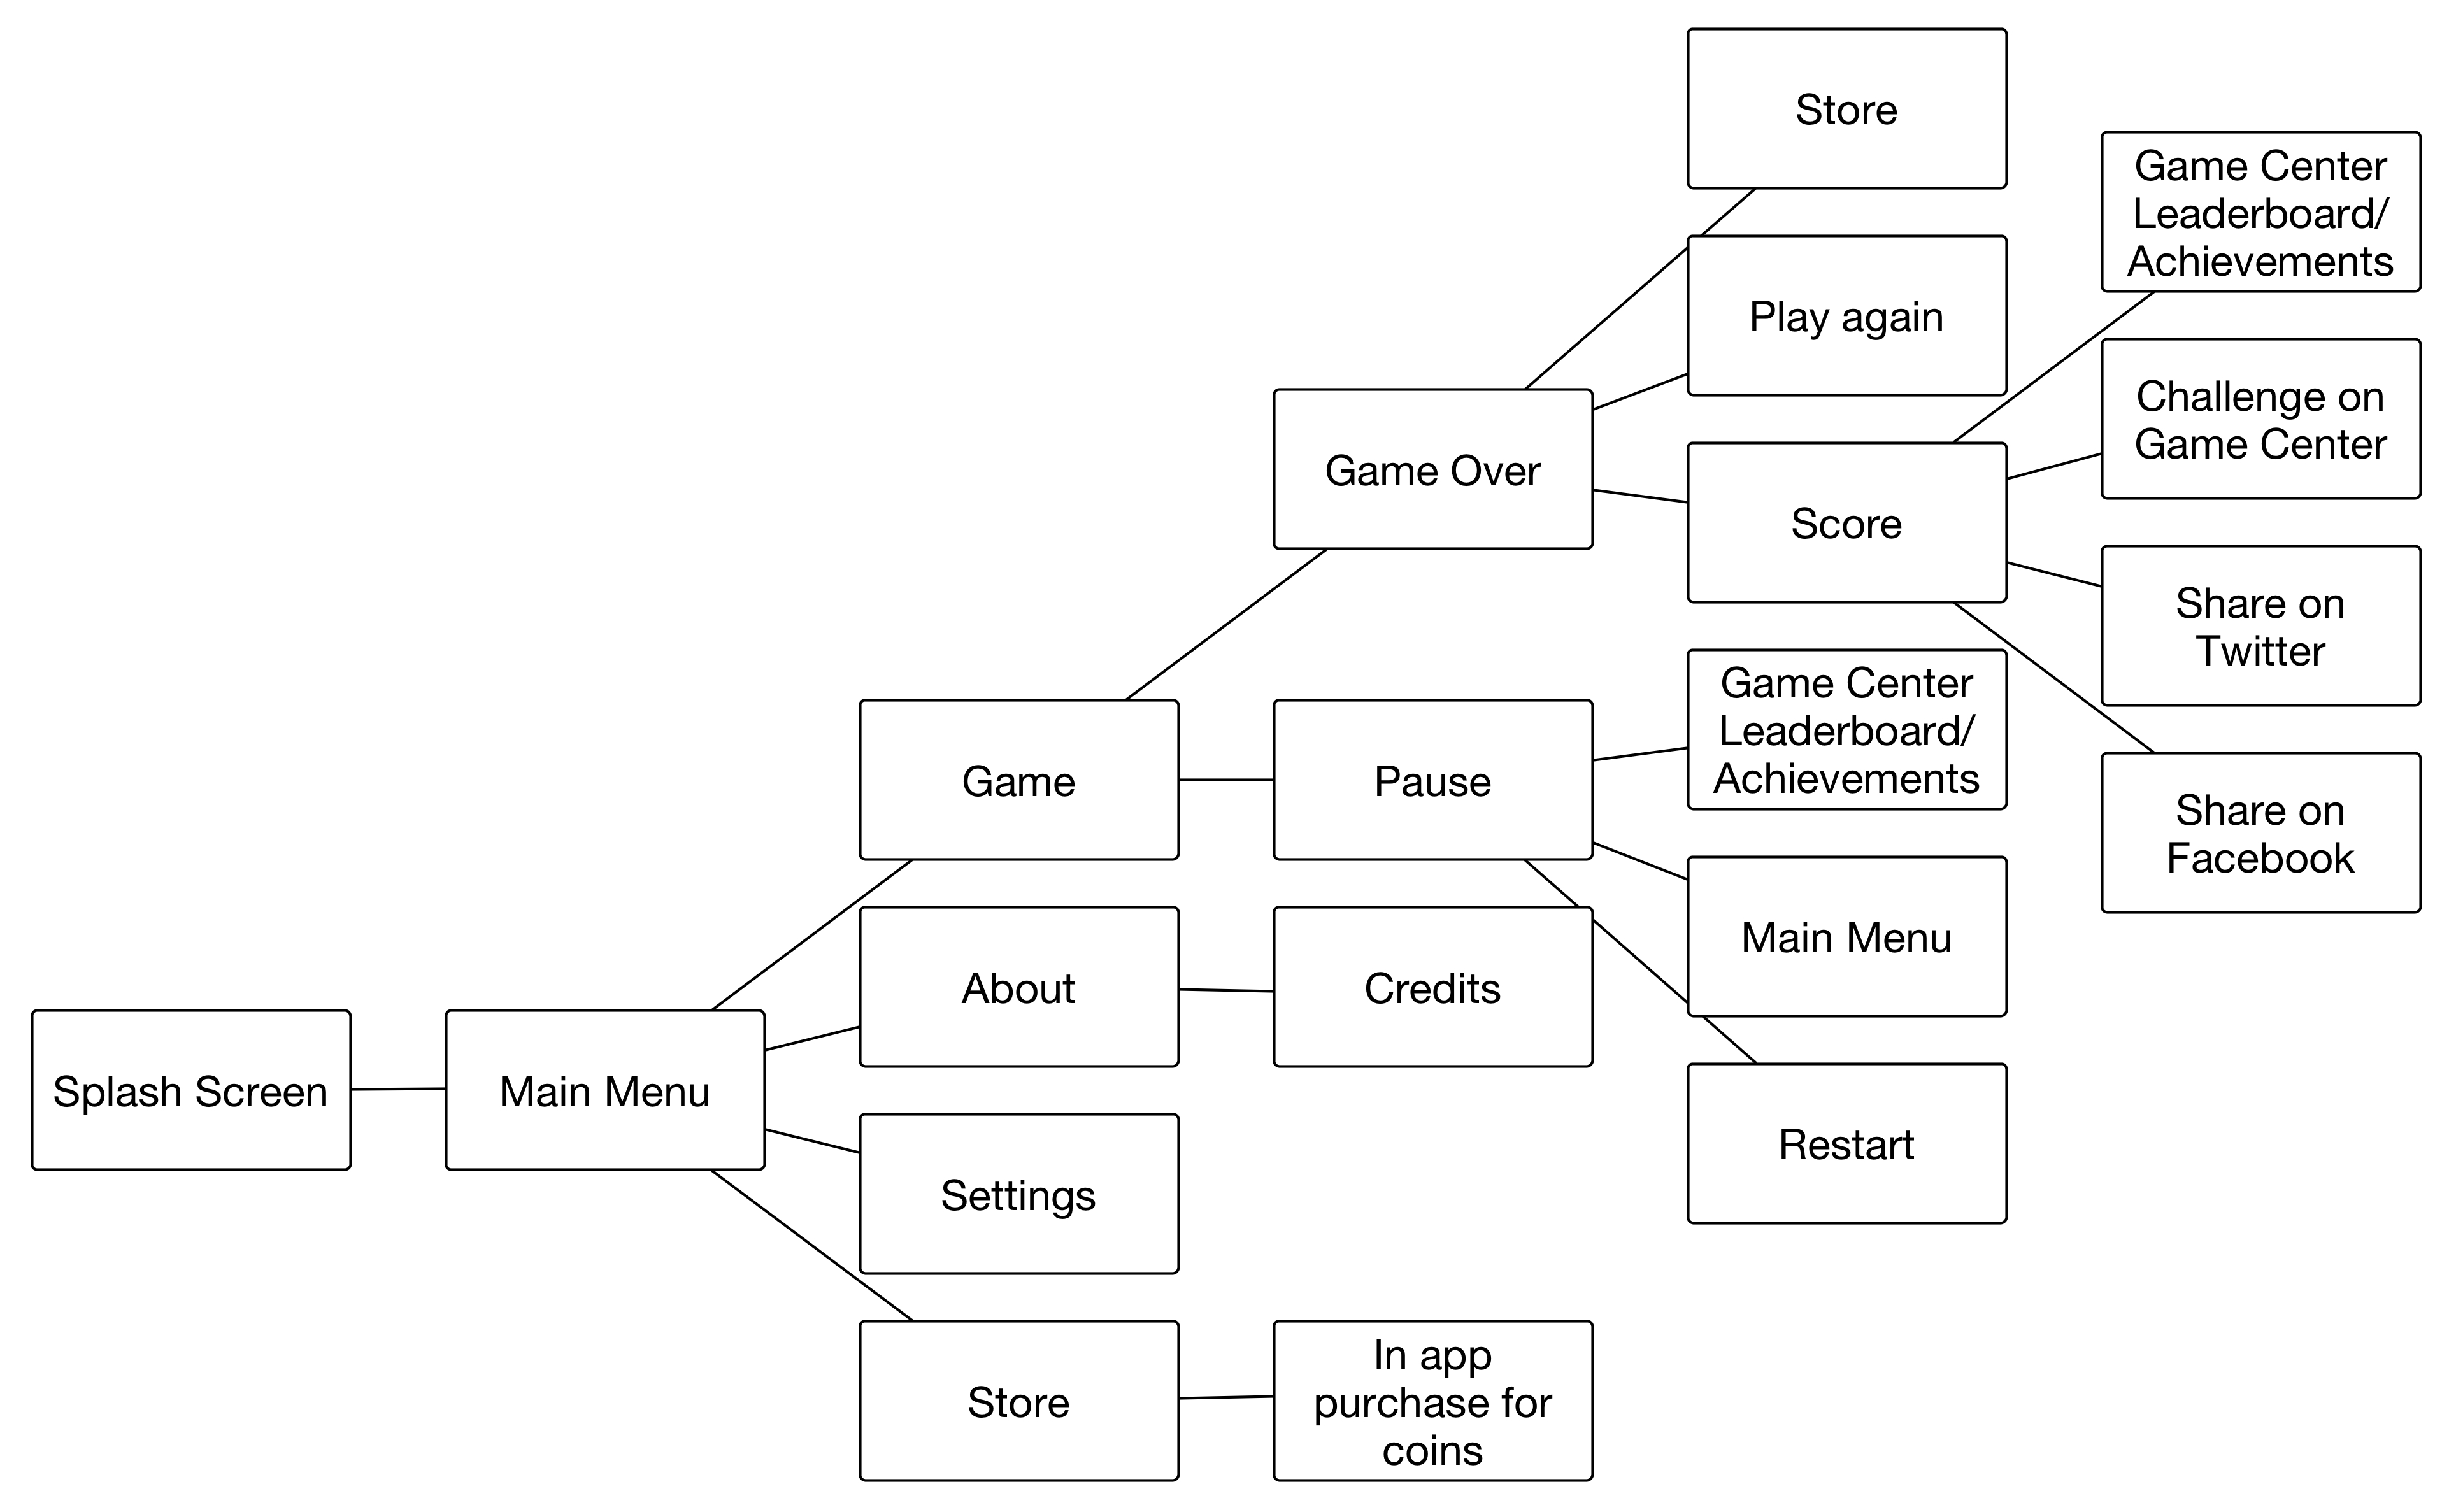 Store
Game Center
Leaderboard/
Achievements
Play again
Challenge on
Game Center
Game Over
Score
Share on
Twitter
Game Center
Leaderboard/
Achievements
Game
Pause
Share on
Facebook
Main Menu
About
Credits
Splash Screen
Main Menu
Restart
Settings
Store
In app
purchase for
coins